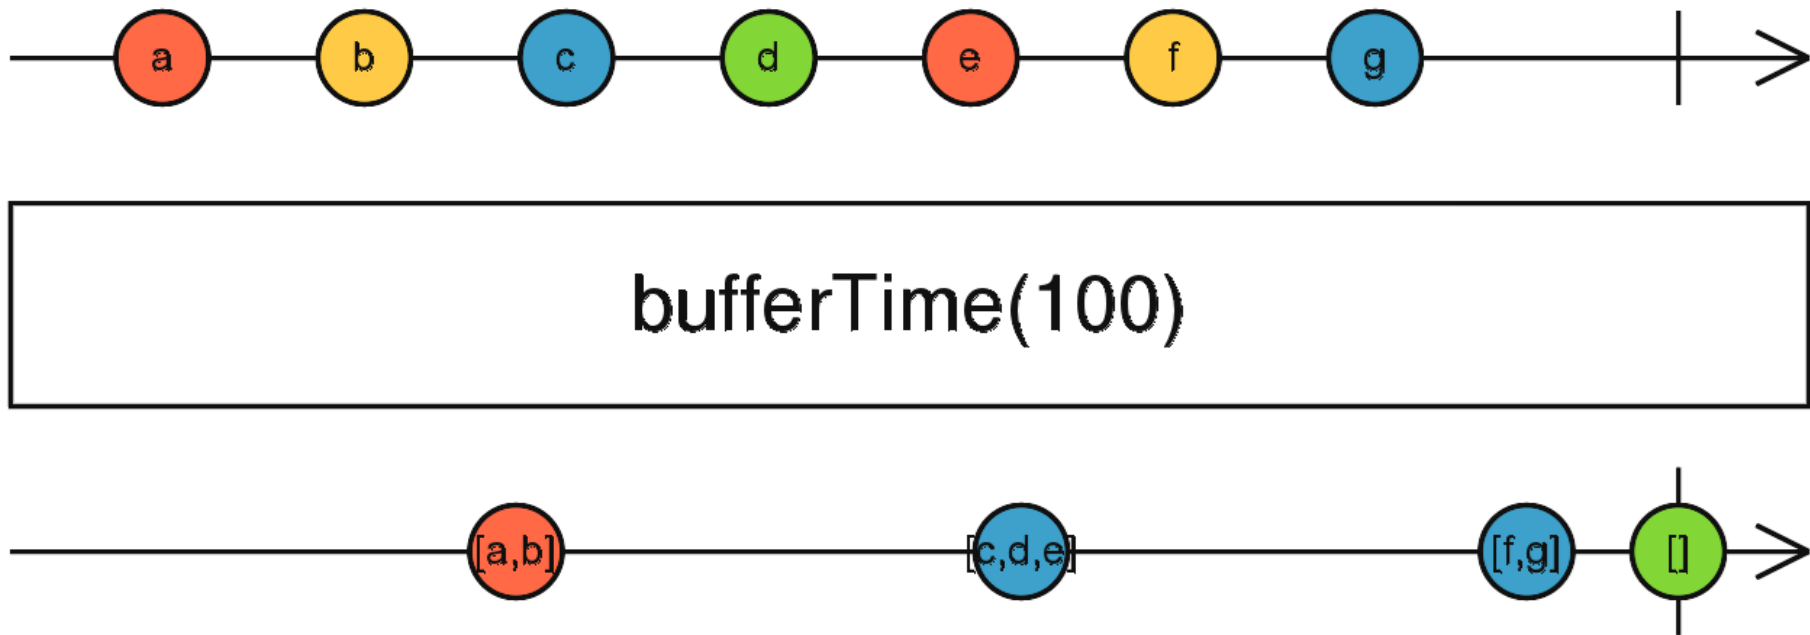 a b c d e f g
bufferTime(100)
[a,b] [c,d,e] [f,g] []